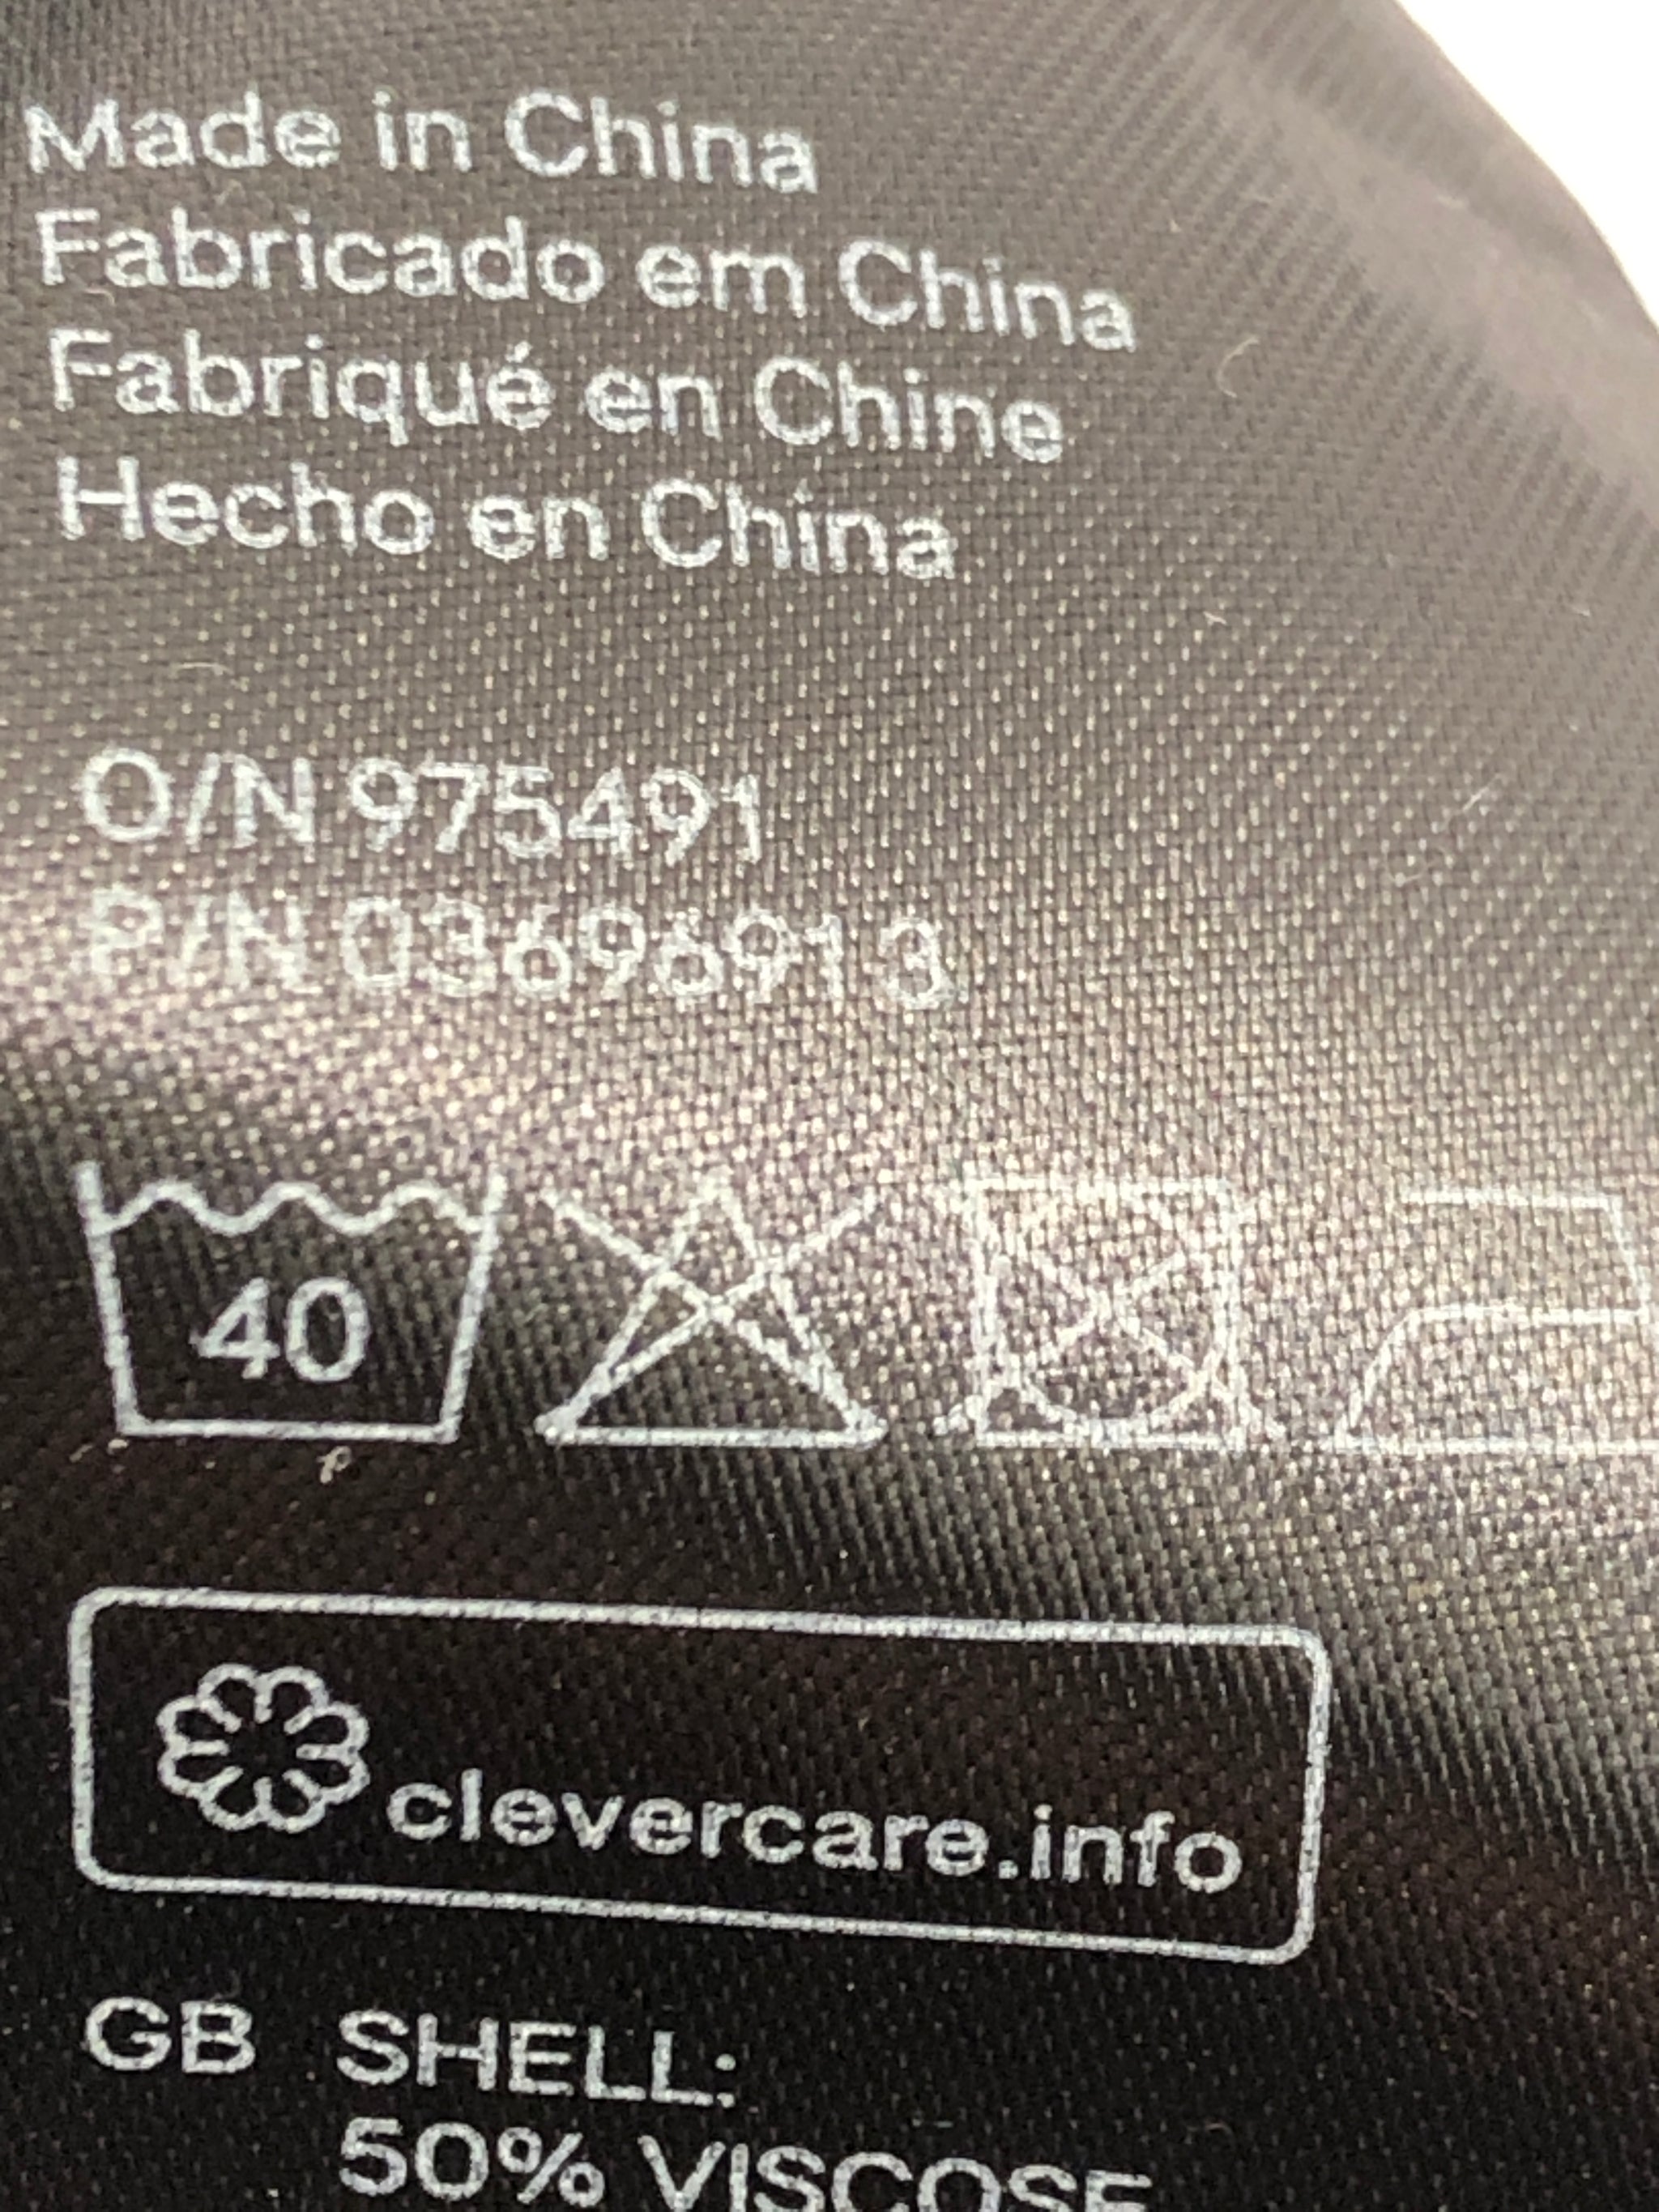 Made in China
Fabricado em China
Fabriqué en Chine
Hecho en China
O/N 975491
P/N 03696913
40
clevercare.info
GB SHELL:
50% VISCOSE